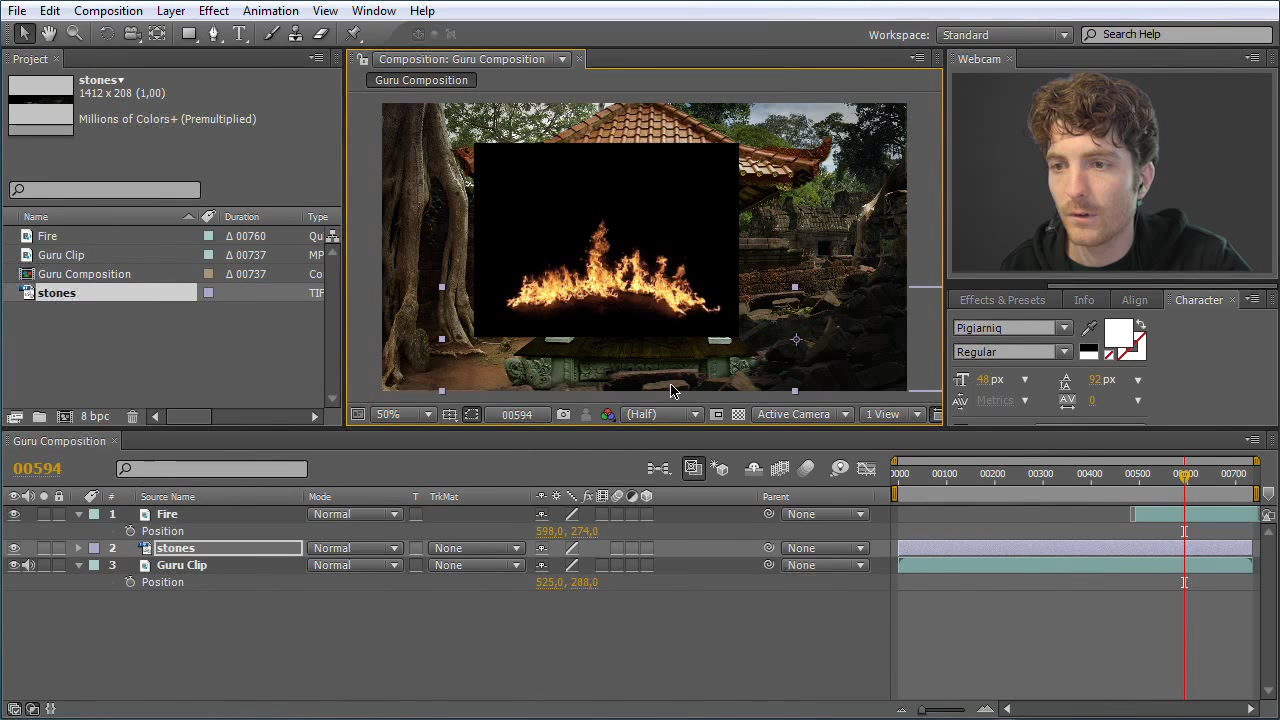 File Edit Composition Layer Effect Animation View Window Help
Workspace: Standard Search Help
Project
stones
1412 x 208 (1,00)
Millions of Colors+ (Premultiplied)
Name Duration Type
Fire Δ 00760 Qu
Guru Clip Δ 00737 MP
Guru Composition Δ 00737 Co
stones TIF
8 bpc
Composition: Guru Composition
Guru Composition
50% 00594 (Half) Active Camera 1 View
Webcam
Effects & Presets Info Align Character
Pigiarniq
Regular
48 px 92 px
Metrics 0
Guru Composition
00594
0000 00100 00200 00300 00400 00500 00600 00700
# Source Name Mode T TrkMat fx Parent
1 Fire Normal None
Position 598,0, 274,0
2 stones Normal None None
3 Guru Clip Normal None None
Position 525,0, 288,0